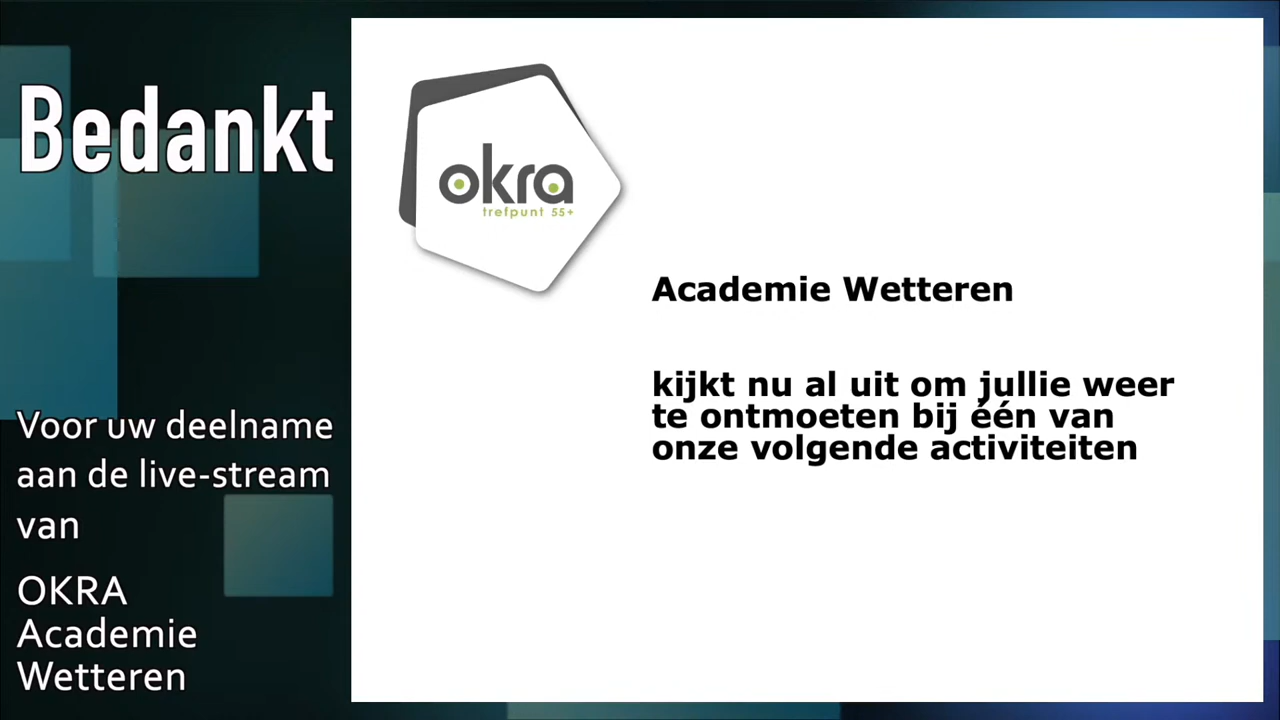 Bedankt
Voor uw deelname
aan de live-stream
van
OKRA
Academie
Wetteren
okra
trefpunt 55+
Academie Wetteren
kijkt nu al uit om jullie weer
te ontmoeten bij één van
onze volgende activiteiten